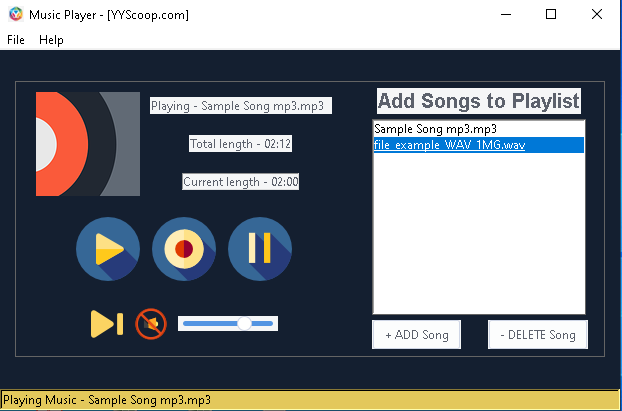 Music Player - [YYScoop.com]
File Help
Playing - Sample Song mp3.mp3
Total length - 02:12
Current length - 02:00
Add Songs to Playlist
Sample Song mp3.mp3
file_example_WAV_1MG.wav
+ ADD Song
- DELETE Song
Playing Music - Sample Song mp3.mp3